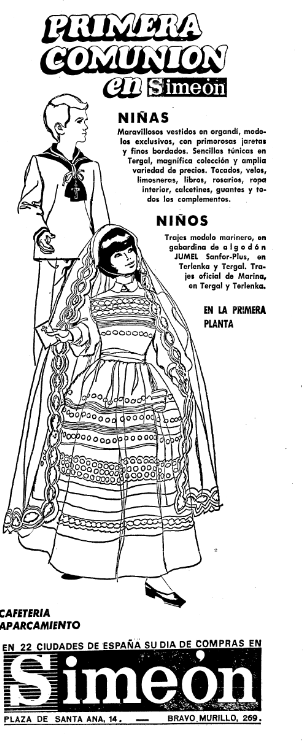 PRIMERA
COMUNION
en Simeón
NIÑAS
Maravillosos vestidos en organdí, mode-
los exclusivos, con primorosas jaretas
y finos bordados. Sencillas túnicas en
Tergal, magnífica colección y amplia
variedad de precios. Tocados, velos,
limosneros, libros, rosarios, ropa
interior, calcetines, guantes y to-
dos los complementos.
NIÑOS
Trajes modelo marinero, en
gabardina de algodón
JUMEL Sanfor-Plus, en
Terlenka y Tergal. Tra-
jes oficial de Marina,
en Tergal y Terlenka.
EN LA PRIMERA
PLANTA
CAFETERIA
APARCAMIENTO
EN 22 CIUDADES DE ESPAÑA SU DIA DE COMPRAS EN
Simeón
PLAZA DE SANTA ANA, 14. — BRAVO MURILLO, 269.